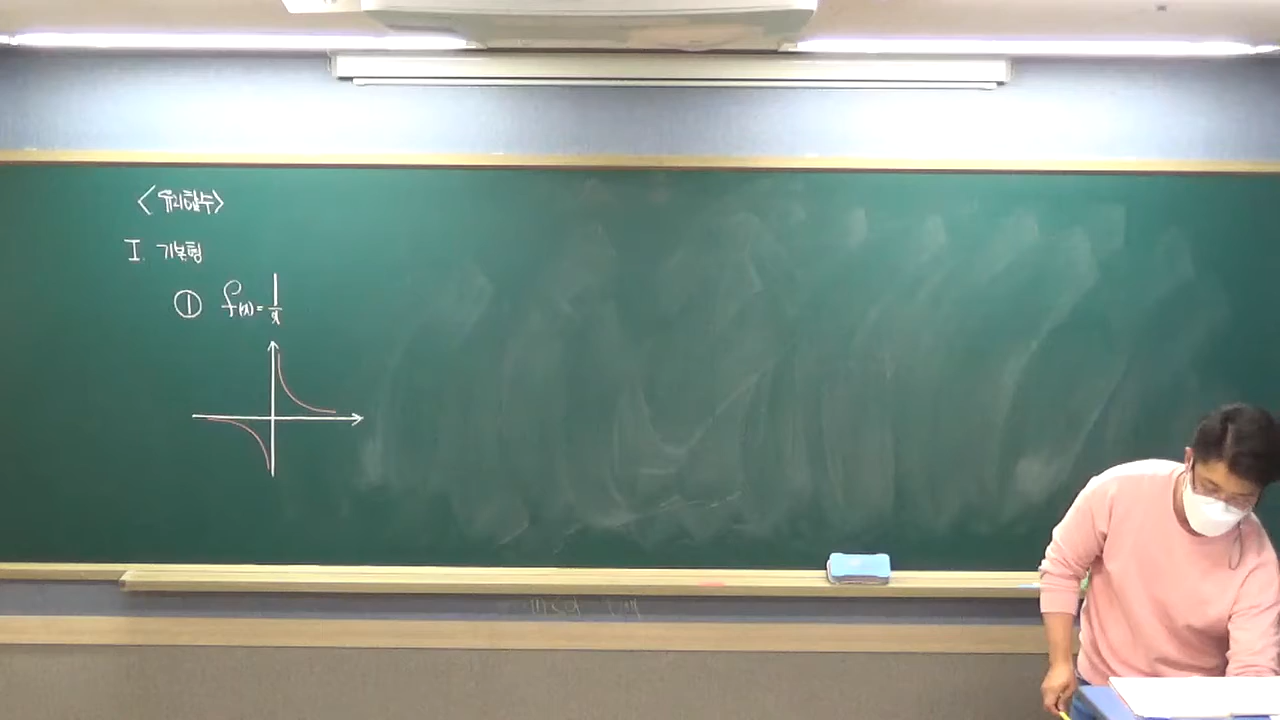 <유리함수>
I. 기본형
① f(x)=1/x